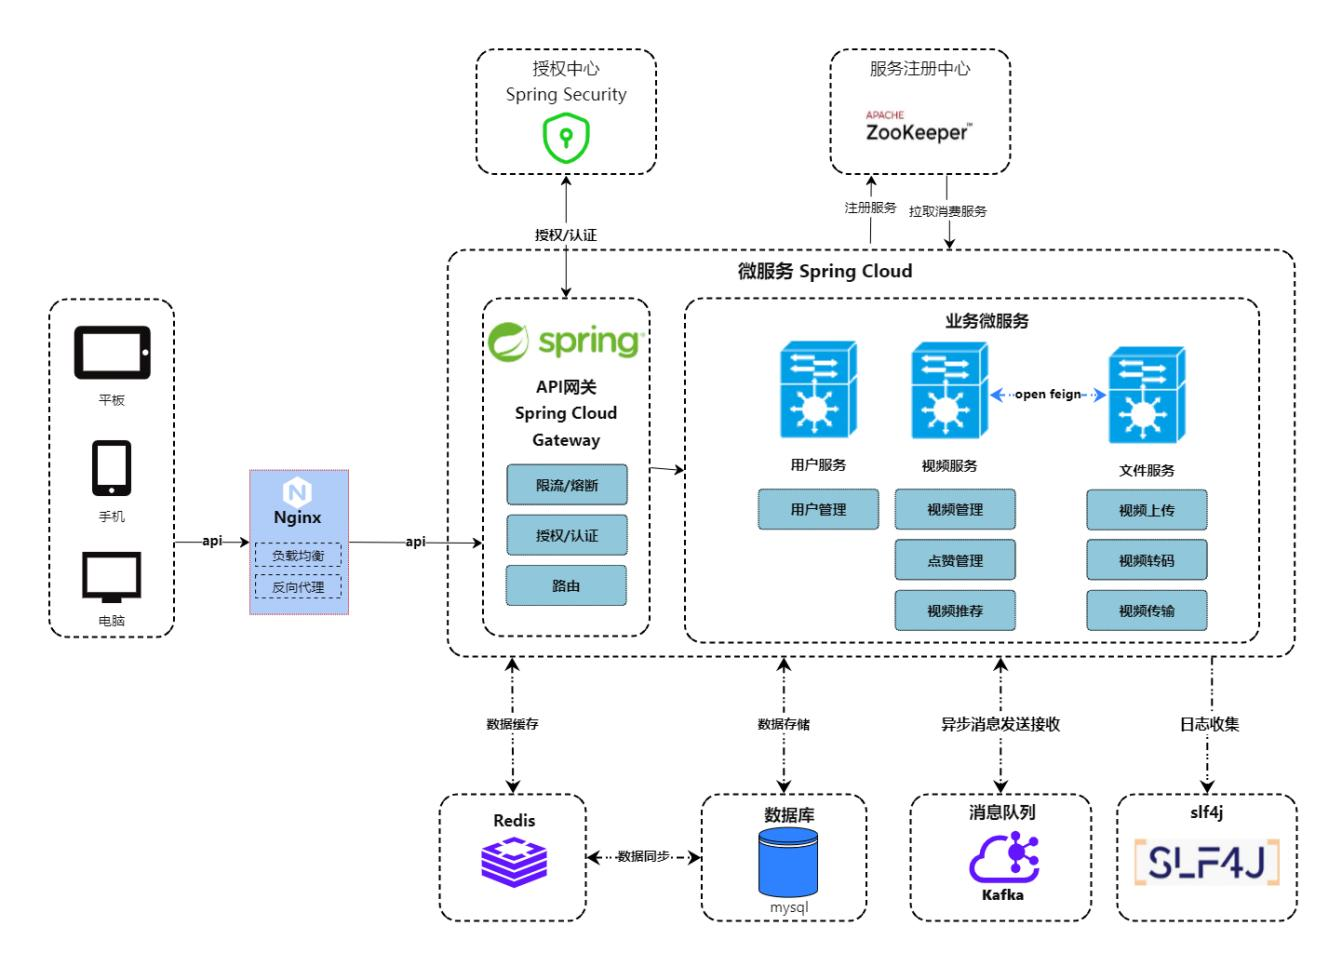 授权中心
Spring Security
服务注册中心
APACHE
ZooKeeper™
注册服务
拉取消费服务
授权/认证
微服务 Spring Cloud
平板
手机
电脑
api
Nginx
负载均衡
反向代理
api
spring
API网关
Spring Cloud
Gateway
限流/熔断
授权/认证
路由
业务微服务
open feign
用户服务
视频服务
文件服务
用户管理
视频管理
点赞管理
视频推荐
视频上传
视频转码
视频传输
数据缓存
数据存储
异步消息发送接收
日志收集
Redis
数据同步
数据库
mysql
消息队列
Kafka
slf4j
[SLF4J]